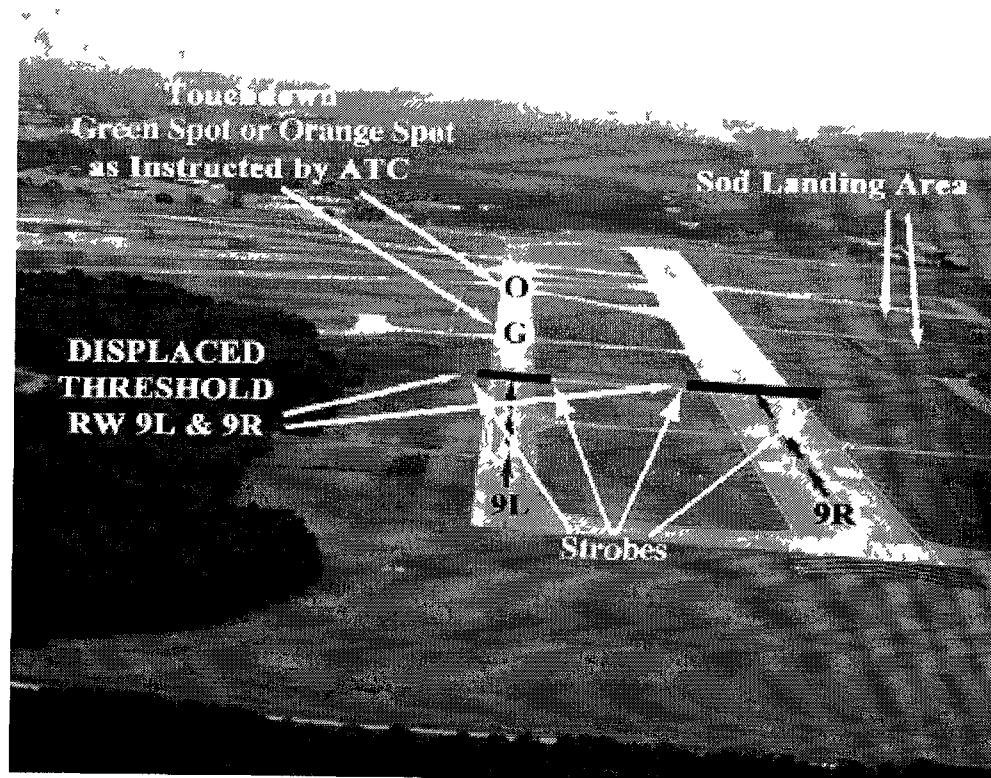 Touchdown
Green Spot or Orange Spot
as Instructed by ATC
Sod Landing Area
O
G
DISPLACED
THRESHOLD
RW 9L & 9R
9L
9R
Strobes